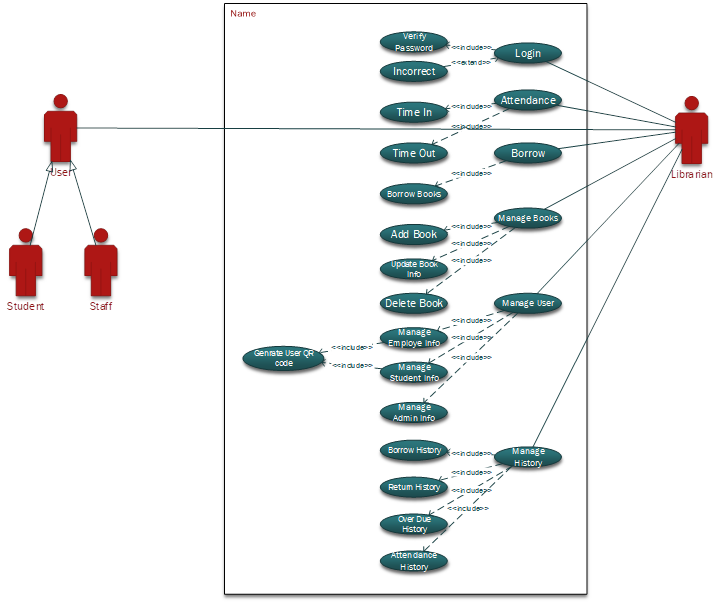 Name
Verify
Password
<<include>>
Login
Incorrect
<<extend>>
Time In
<<include>>
Attendance
<<include>>
Time Out
Borrow
<<include>>
Borrow Books
User
Librarian
Add Book
<<include>>
Manage Books
<<include>>
Update Book
Info
<<include>>
Delete Book
Manage User
Manage
Employe Info
<<include>>
<<include>>
Genrate User QR
code
<<include>>
<<include>>
<<include>>
Manage
Student Info
Manage
Admin Info
Student
Staff
Borrow History
<<include>>
Manage
History
<<include>>
Return History
<<include>>
<<include>>
Over Due
History
Attendance
History